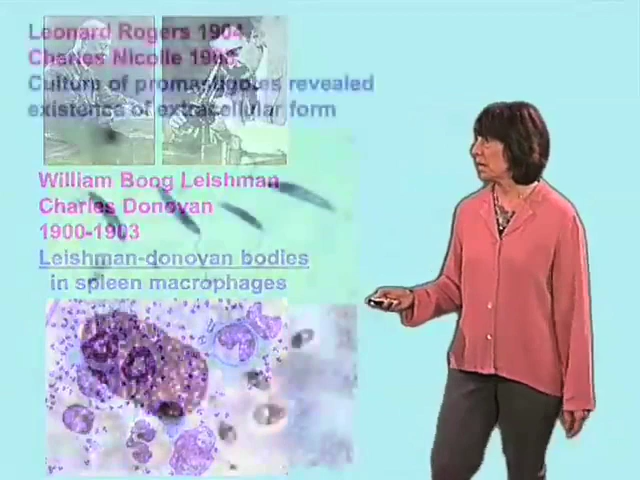 Leonard Rogers 1904
Charles Nicolle 1908
Culture of promastigotes revealed
existence of extracellular form
William Boog Leishman
Charles Donovan
1900-1903
Leishman-donovan bodies
in spleen macrophages